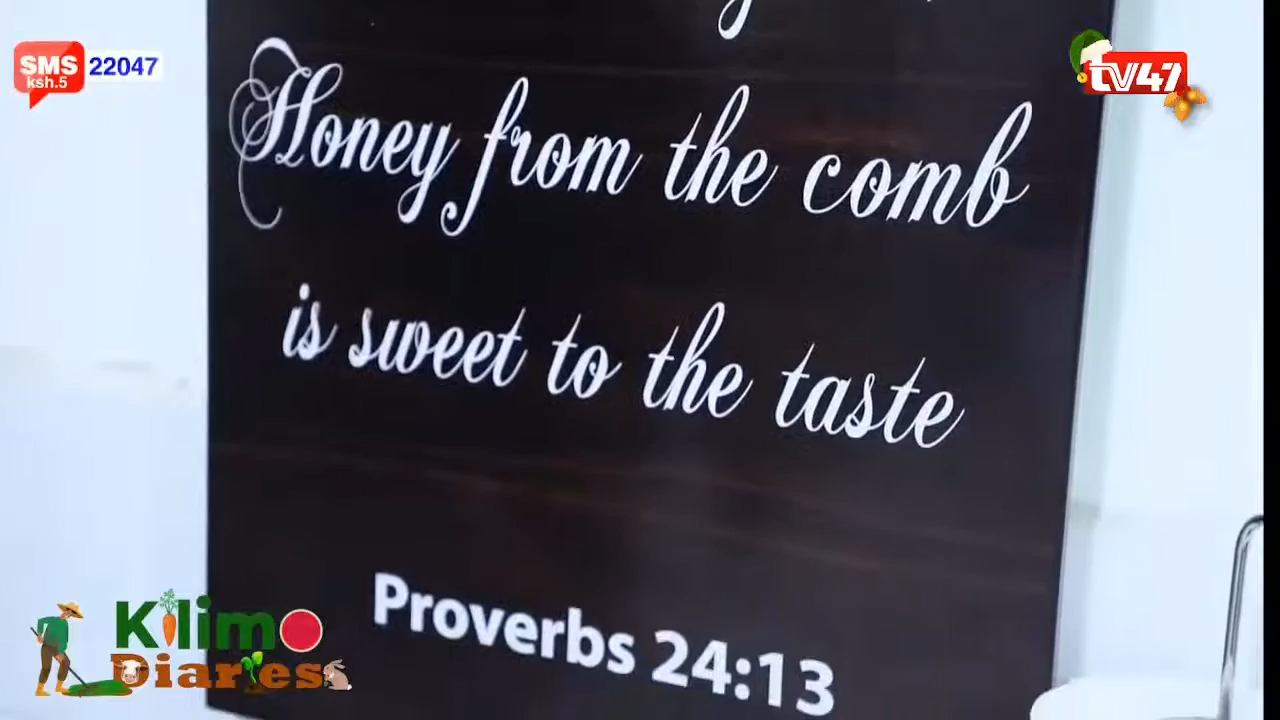 SMS
ksh.5
22047
tv47
Honey from the comb
is sweet to the taste
Proverbs 24:13
Kilimo
Diaries